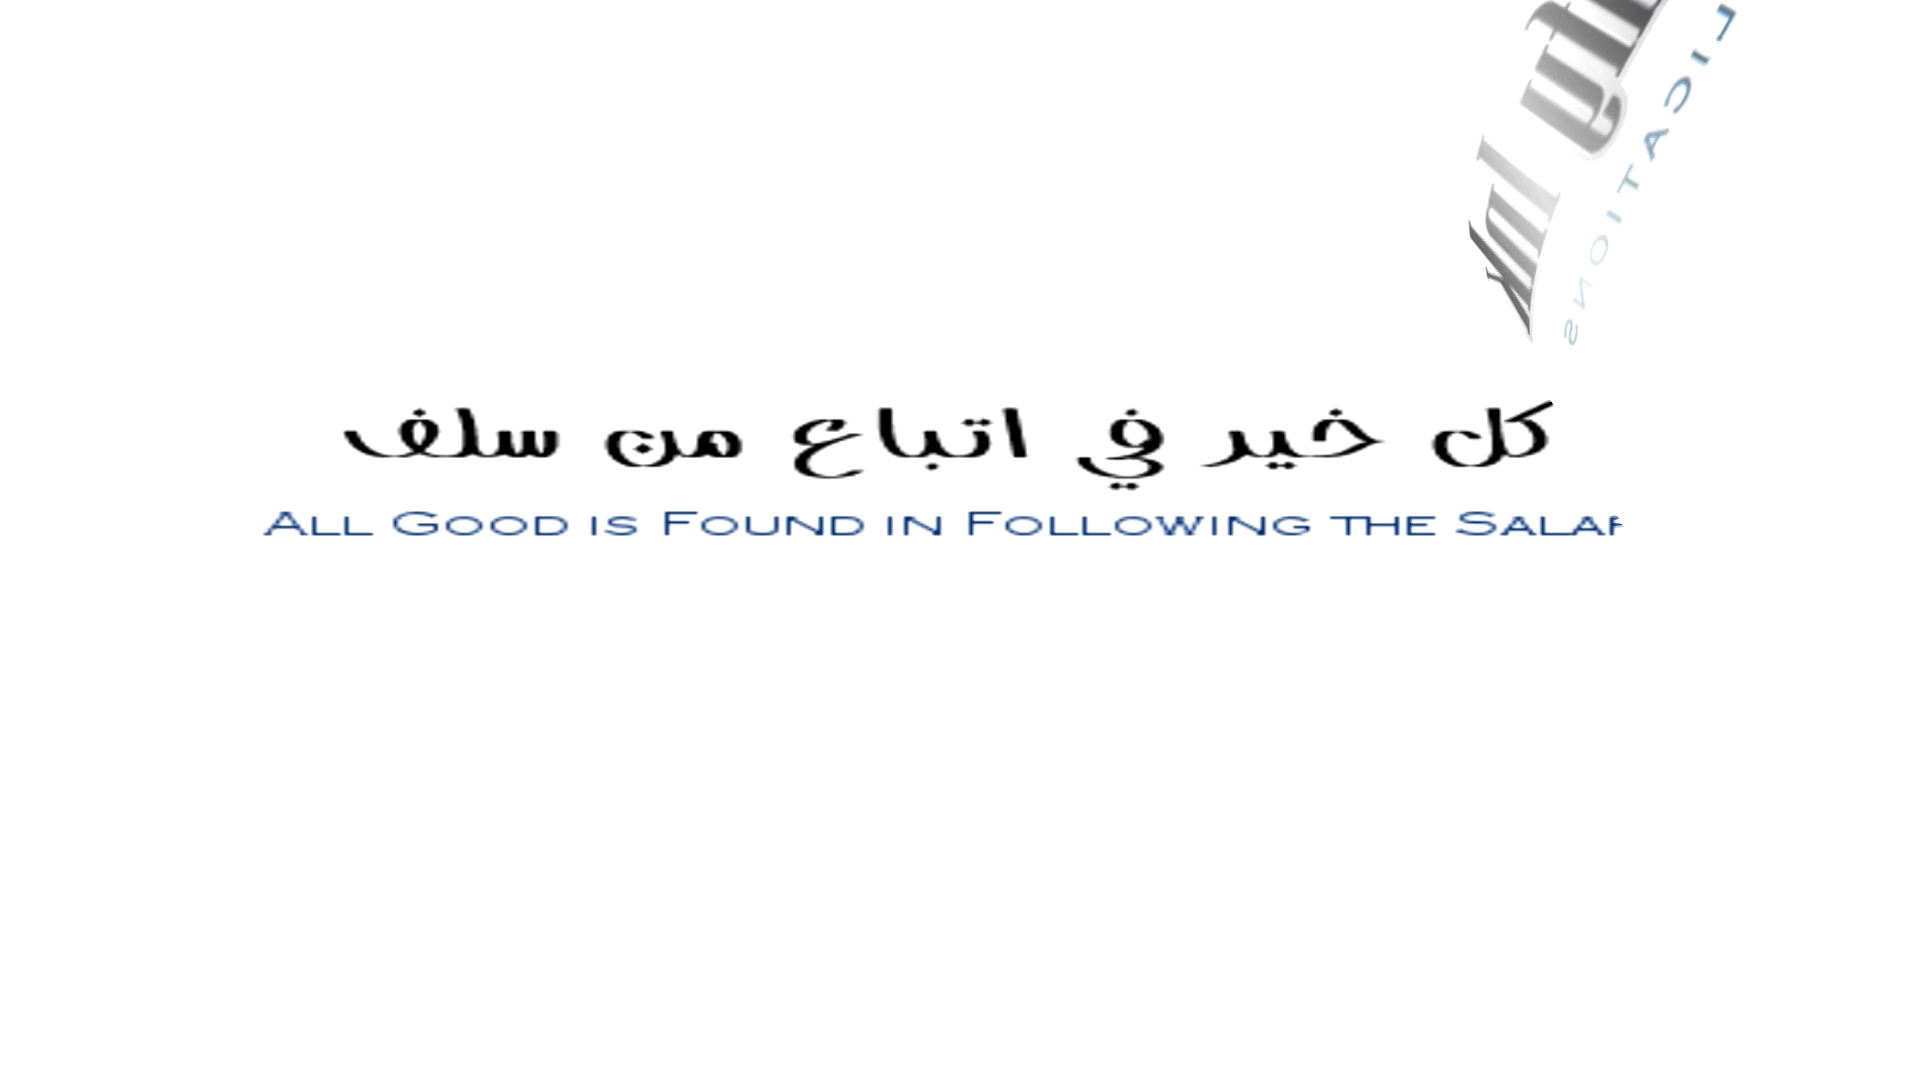 كل خير في اتباع من سلف
All Good is Found in Following the Salaf